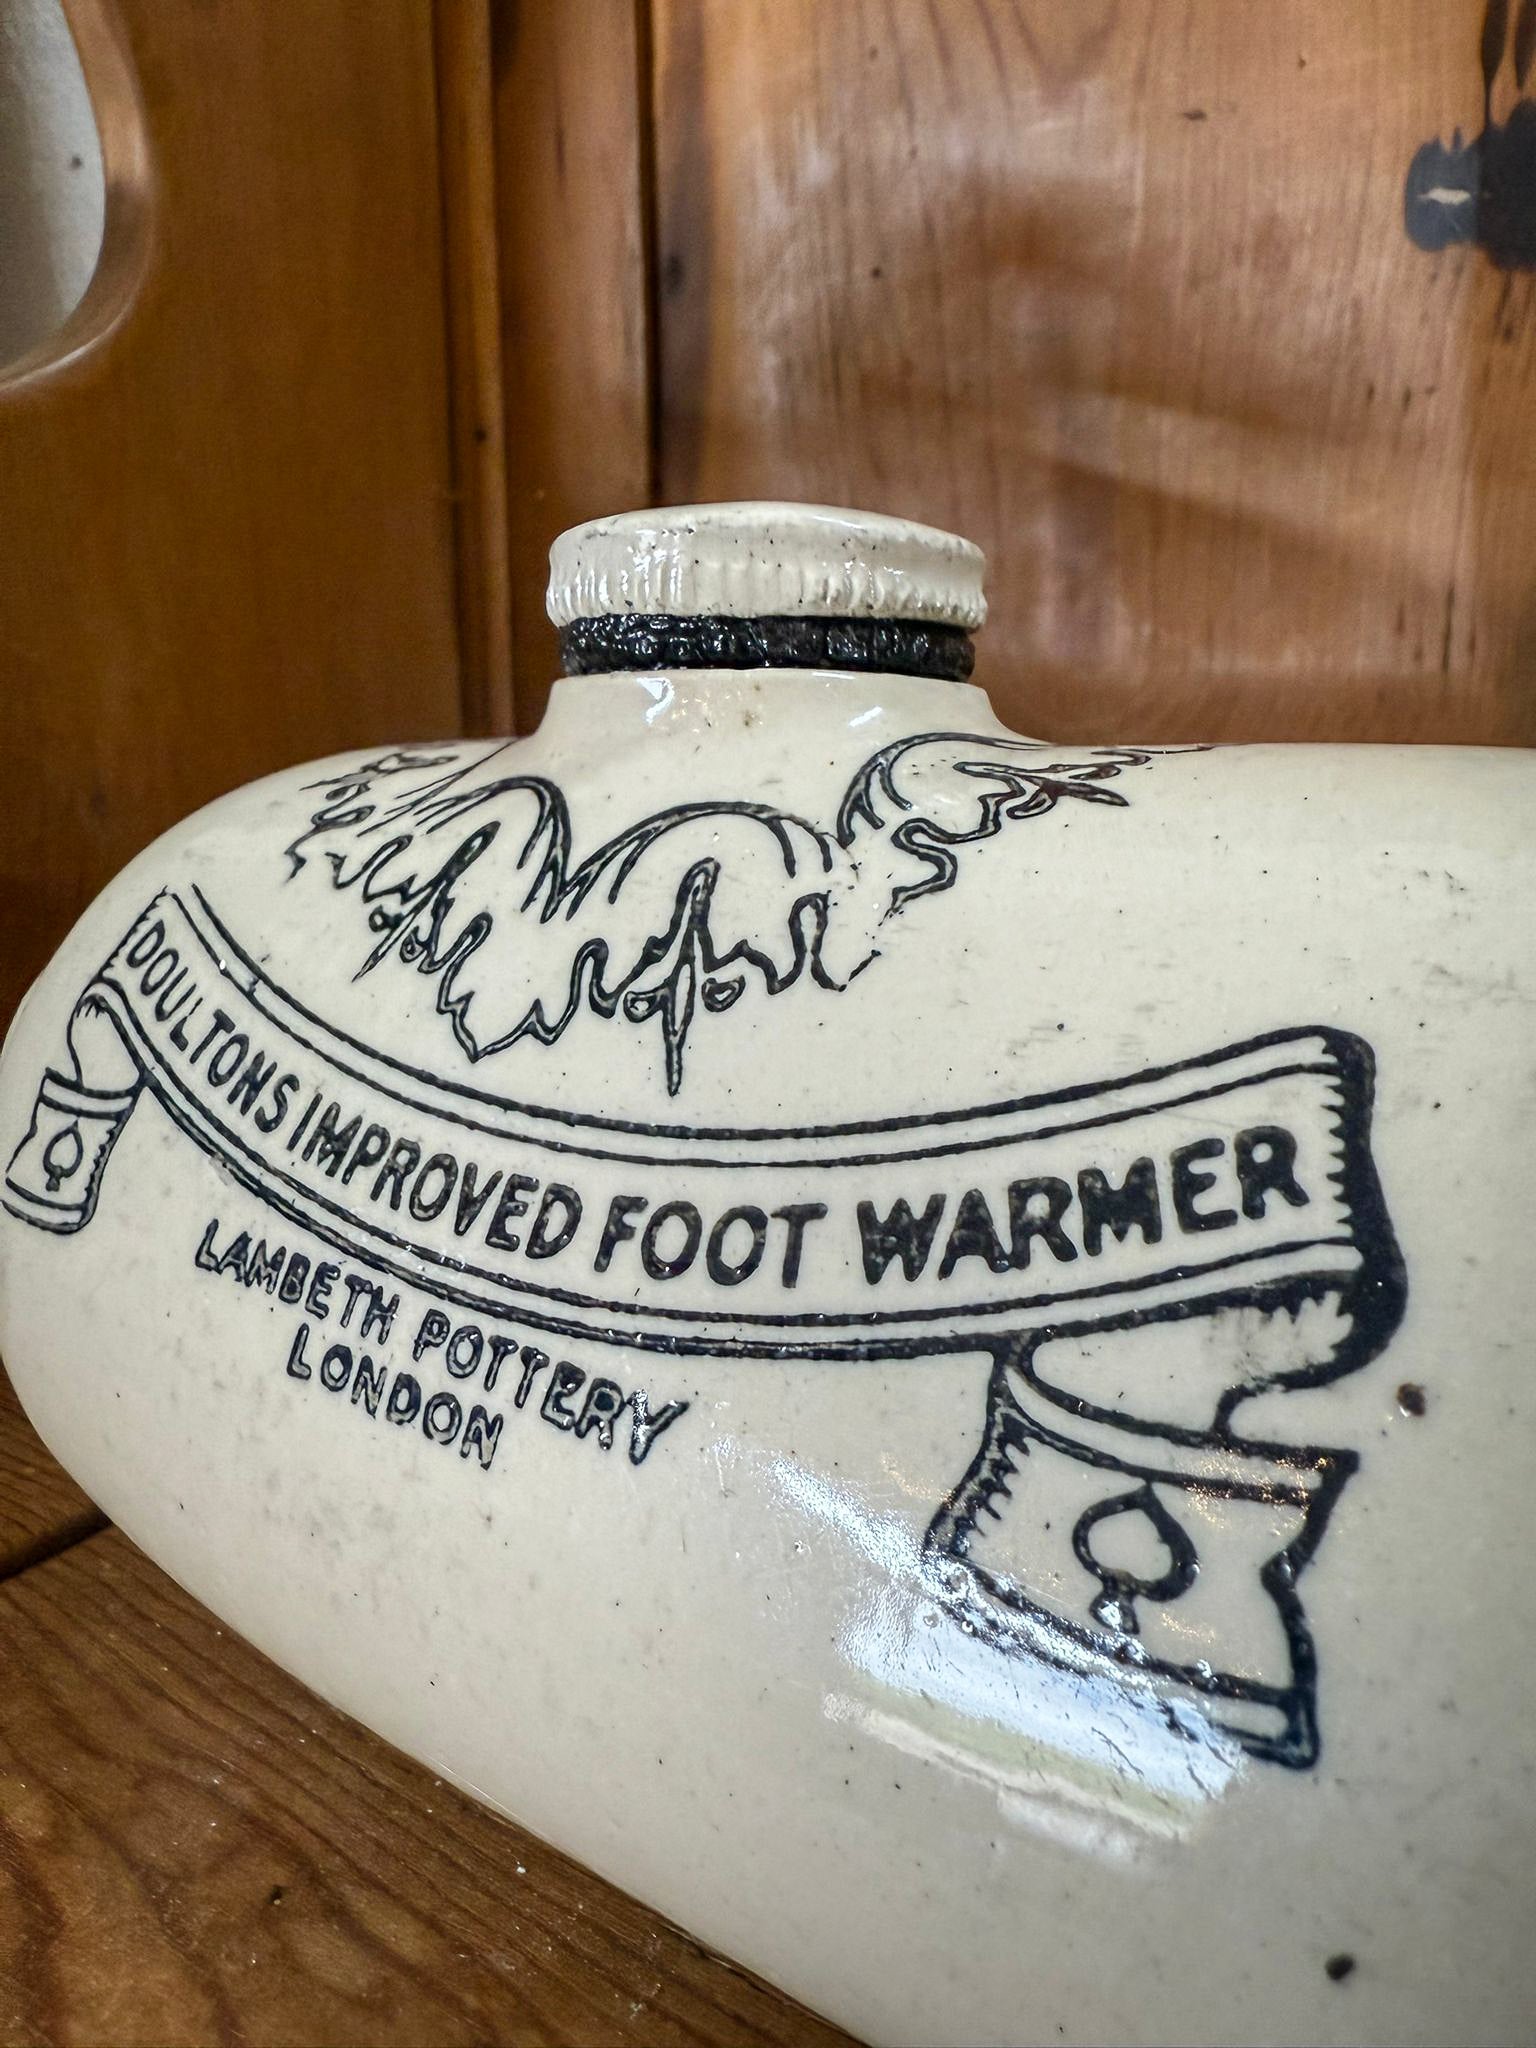 DOULTONS IMPROVED FOOT WARMER
LAMBETH POTTERY
LONDON